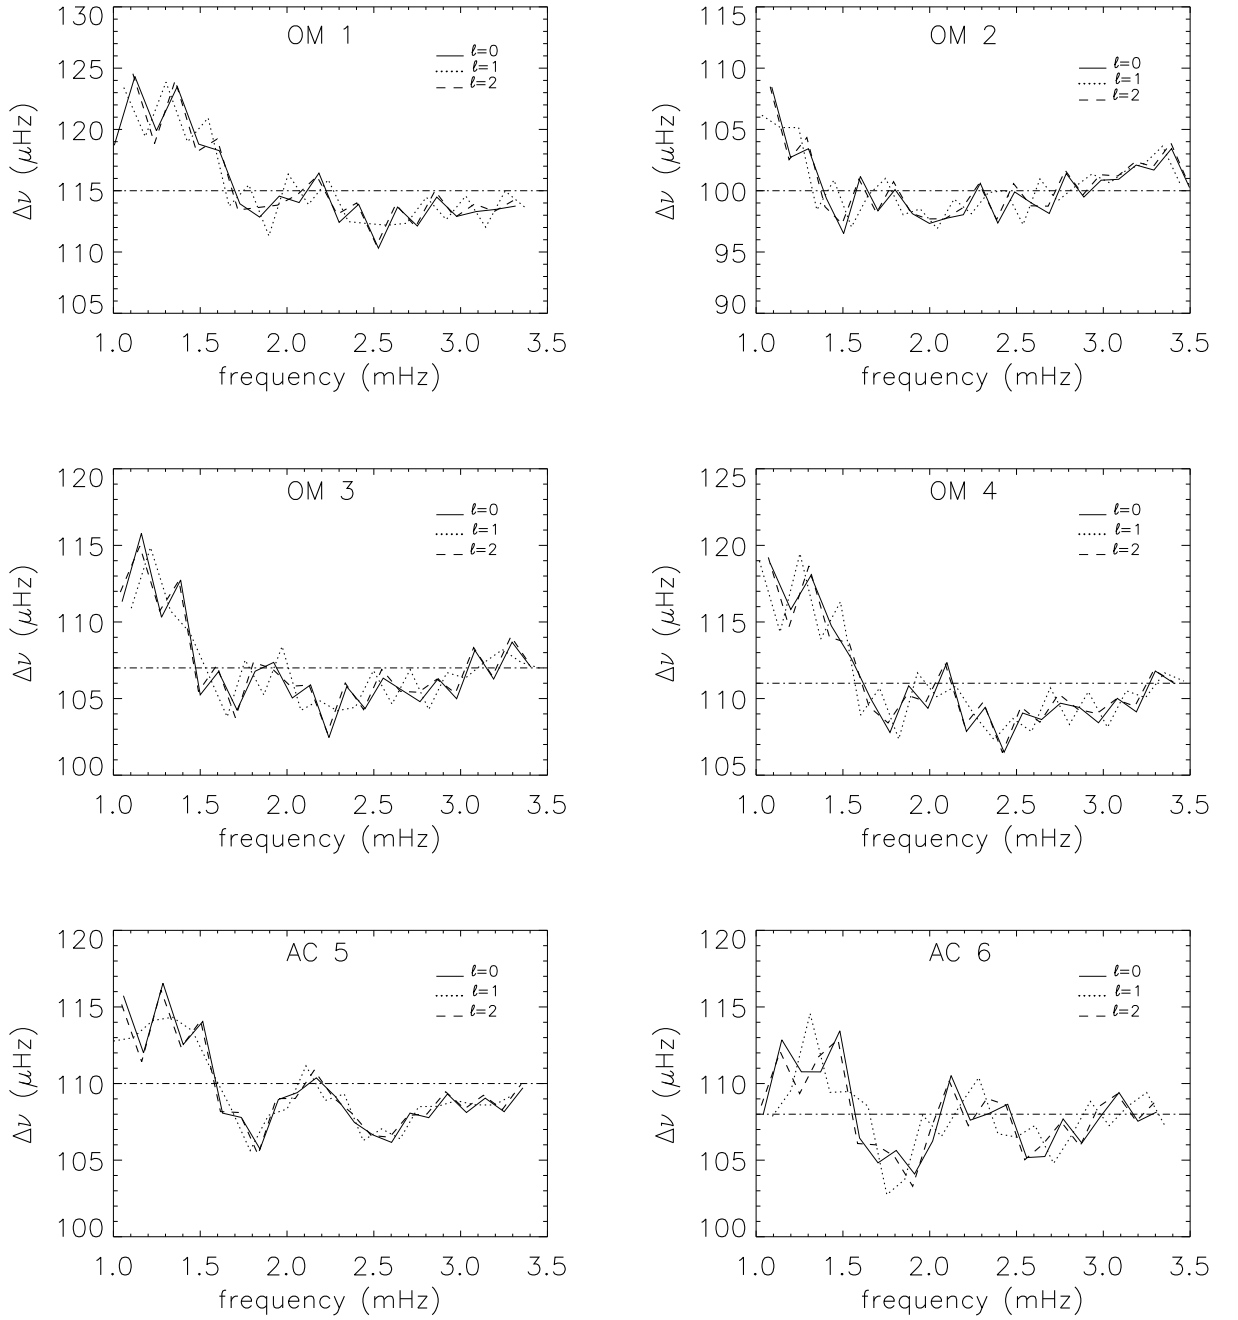 OM 1
ℓ=0
ℓ=1
ℓ=2
130
125
120
115
110
105
Δν (μHz)
1.0 1.5 2.0 2.5 3.0 3.5
frequency (mHz)
OM 2
ℓ=0
ℓ=1
ℓ=2
115
110
105
100
95
90
Δν (μHz)
1.0 1.5 2.0 2.5 3.0 3.5
frequency (mHz)
OM 3
ℓ=0
ℓ=1
ℓ=2
120
115
110
105
100
Δν (μHz)
1.0 1.5 2.0 2.5 3.0 3.5
frequency (mHz)
OM 4
ℓ=0
ℓ=1
ℓ=2
125
120
115
110
105
Δν (μHz)
1.0 1.5 2.0 2.5 3.0 3.5
frequency (mHz)
AC 5
ℓ=0
ℓ=1
ℓ=2
120
115
110
105
100
Δν (μHz)
1.0 1.5 2.0 2.5 3.0 3.5
frequency (mHz)
AC 6
ℓ=0
ℓ=1
ℓ=2
120
115
110
105
100
Δν (μHz)
1.0 1.5 2.0 2.5 3.0 3.5
frequency (mHz)